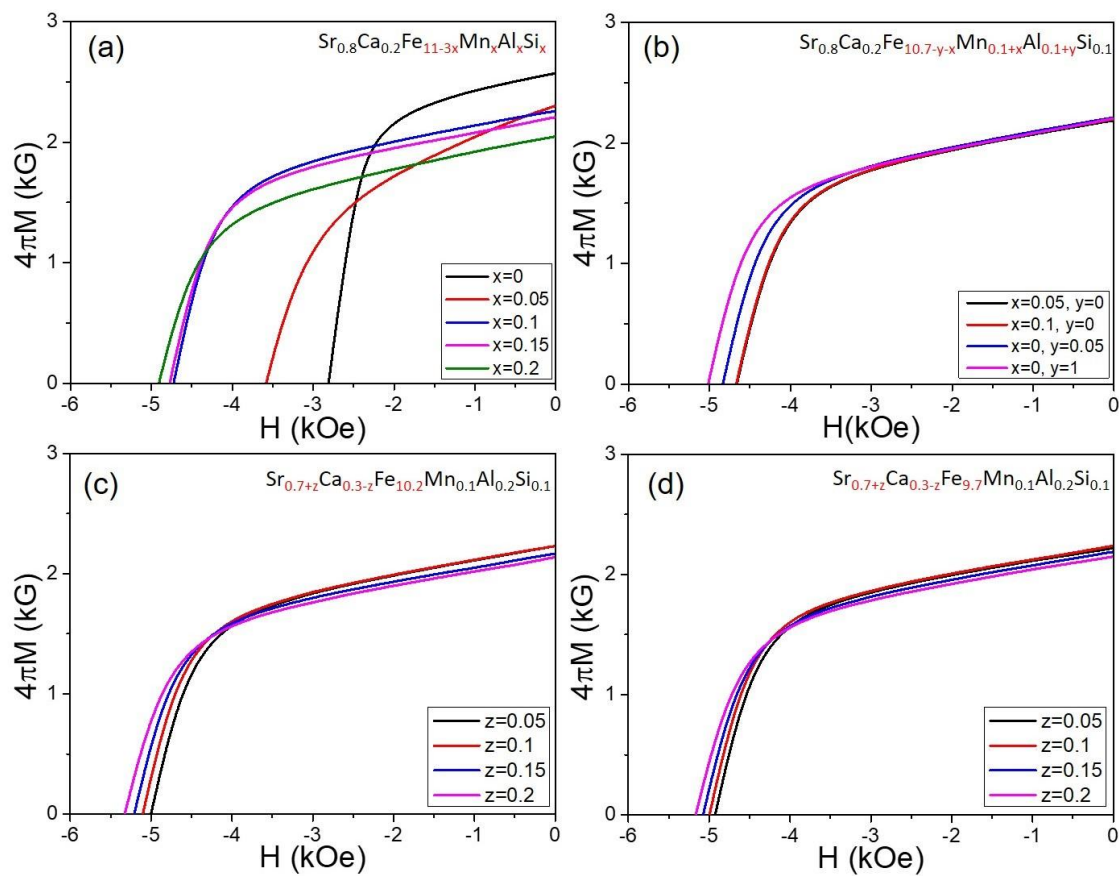 (a)
Sr0.8Ca0.2Fe11-3xMnxAlxSix
3
2
1
0
4πM (kG)
x=0
x=0.05
x=0.1
x=0.15
x=0.2
-6 -5 -4 -3 -2 -1 0
H (kOe)
(b)
Sr0.8Ca0.2Fe10.7-y-xMn0.1+xAl0.1+ySi0.1
3
2
1
0
4πM (kG)
x=0.05, y=0
x=0.1, y=0
x=0, y=0.05
x=0, y=1
-6 -5 -4 -3 -2 -1 0
H(kOe)
(c)
Sr0.7+zCa0.3-zFe10.2Mn0.1Al0.2Si0.1
3
2
1
0
4πM (kG)
z=0.05
z=0.1
z=0.15
z=0.2
-6 -5 -4 -3 -2 -1 0
H (kOe)
(d)
Sr0.7+zCa0.3-zFe9.7Mn0.1Al0.2Si0.1
3
2
1
0
4πM (kG)
z=0.05
z=0.1
z=0.15
z=0.2
-6 -5 -4 -3 -2 -1 0
H (kOe)